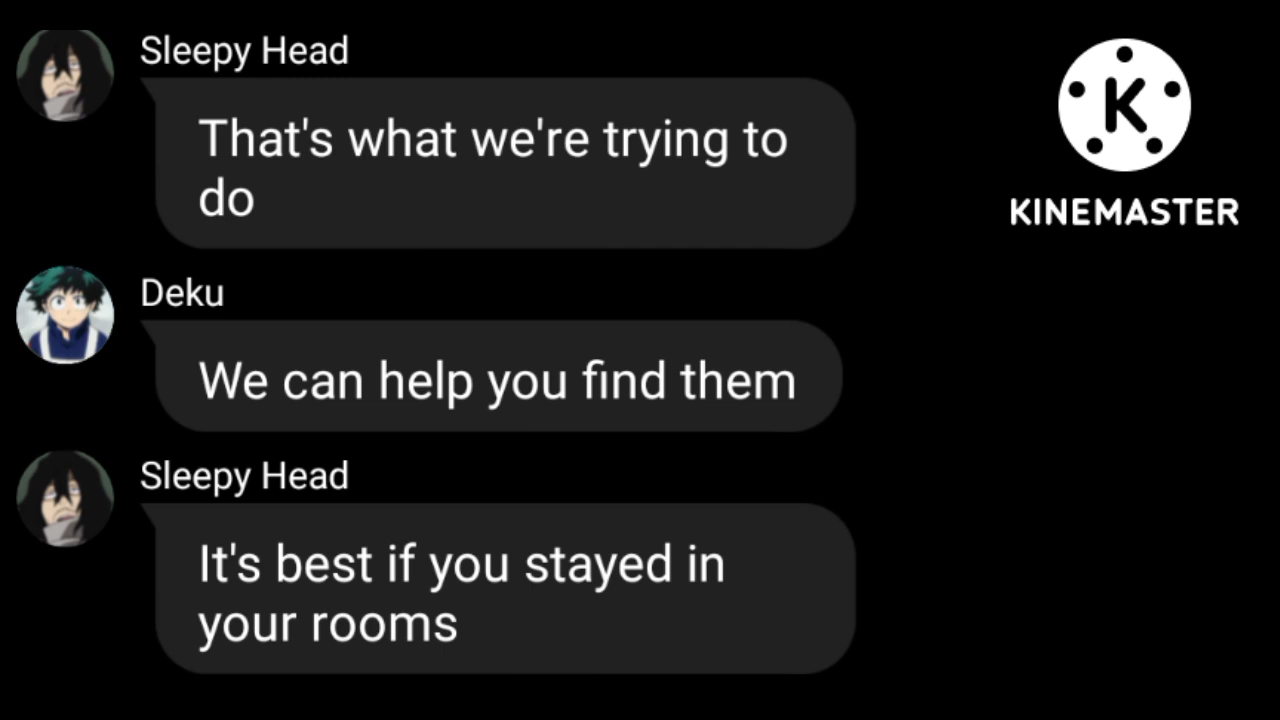 Sleepy Head
That's what we're trying to
do
Deku
We can help you find them
Sleepy Head
It's best if you stayed in
your rooms
K
KINEMASTER